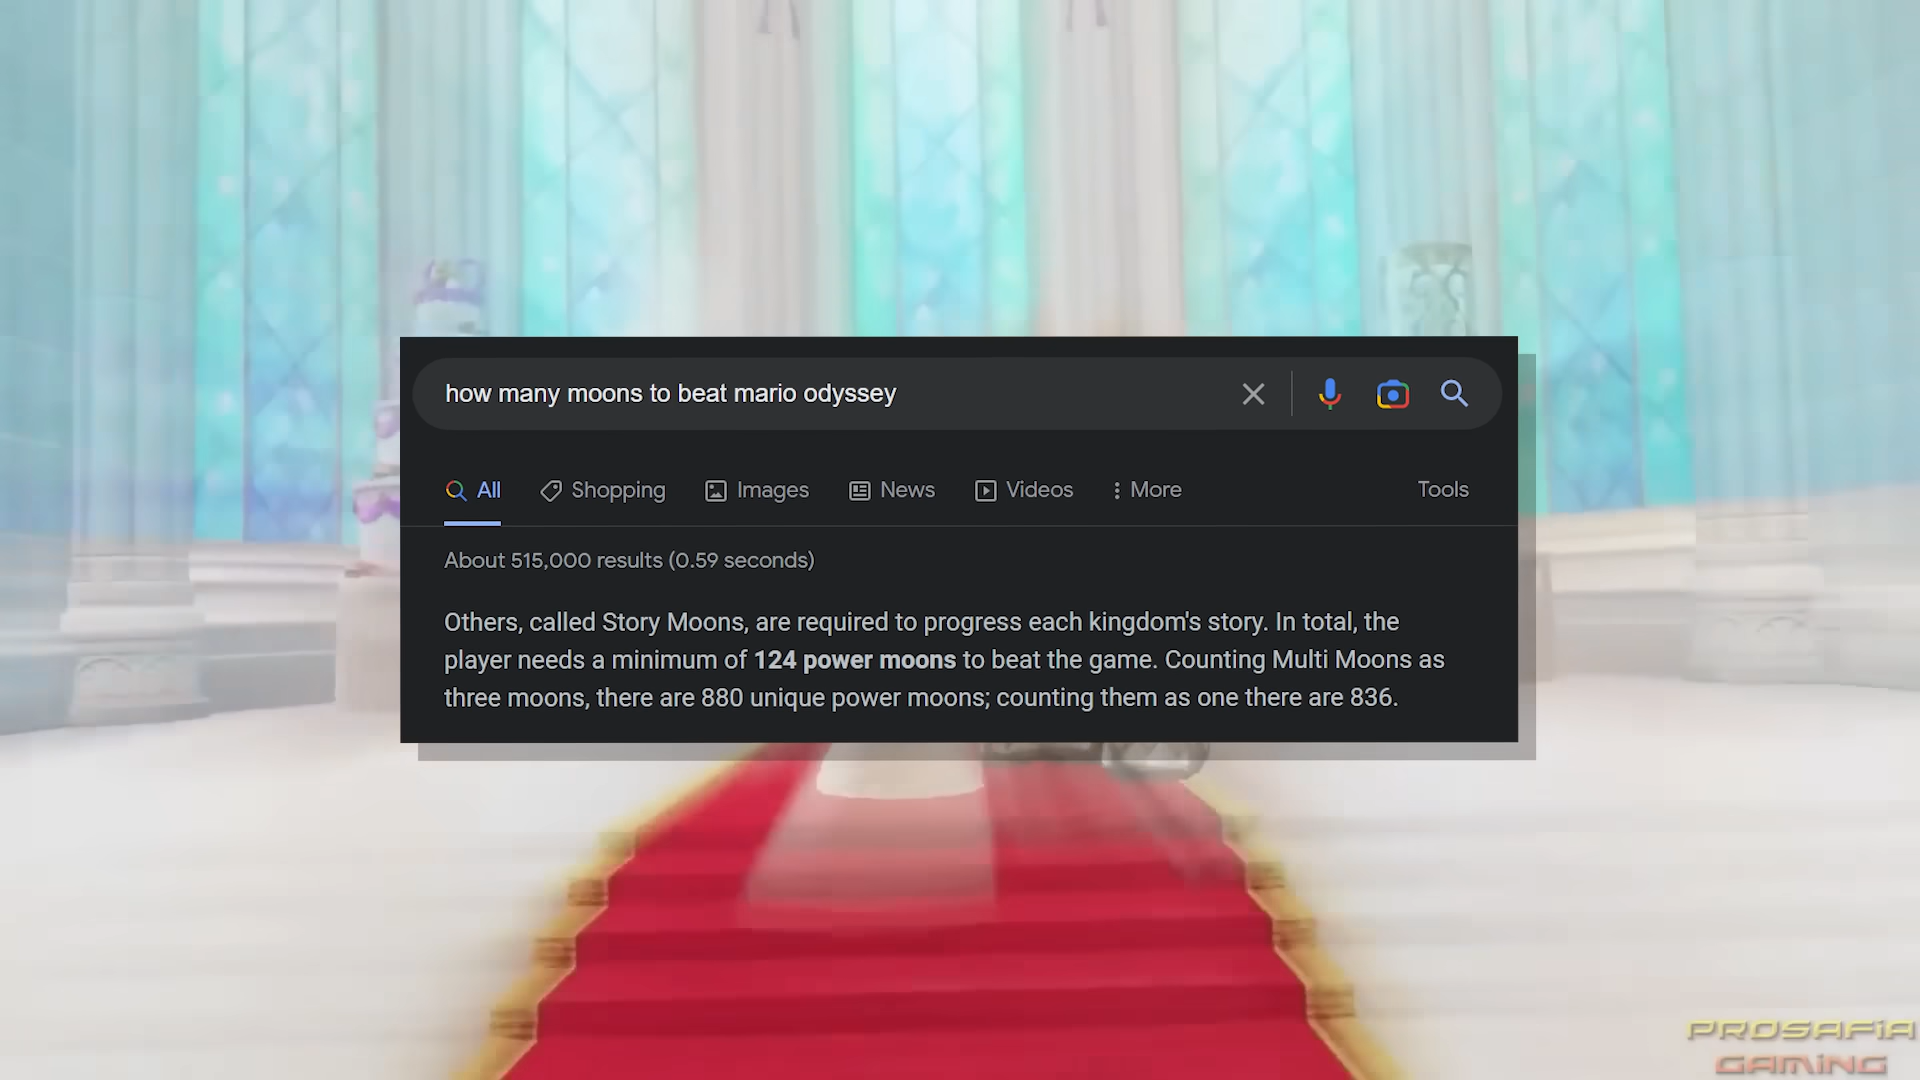 how many moons to beat mario odyssey
All Shopping Images News Videos More Tools
About 515,000 results (0.59 seconds)
Others, called Story Moons, are required to progress each kingdom's story. In total, the
player needs a minimum of 124 power moons to beat the game. Counting Multi Moons as
three moons, there are 880 unique power moons; counting them as one there are 836.
PROSAFiA
GAMiNG